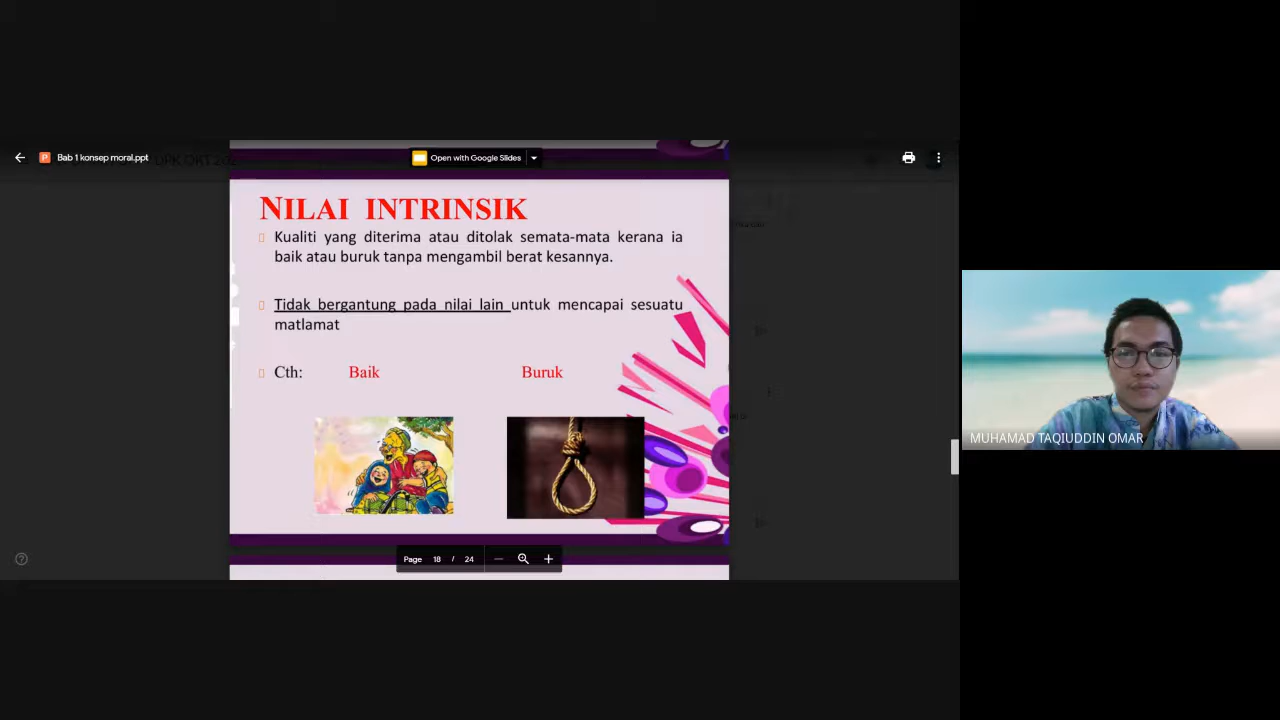 Bab 1 konsep moral.ppt
Open with Google Slides
NILAI INTRINSIK
Kualiti yang diterima atau ditolak semata-mata kerana ia
baik atau buruk tanpa mengambil berat kesannya.
Tidak bergantung pada nilai lain untuk mencapai sesuatu
matlamat
Cth: Baik Buruk
MUHAMAD TAQIUDDIN OMAR
Page 18 / 24